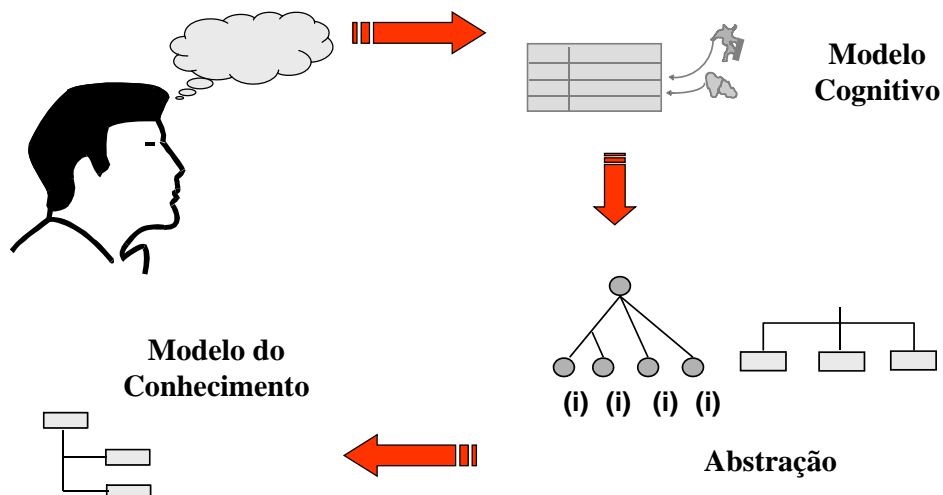 Modelo
Cognitivo
Modelo do
Conhecimento
(i) (i) (i) (i)
Abstração